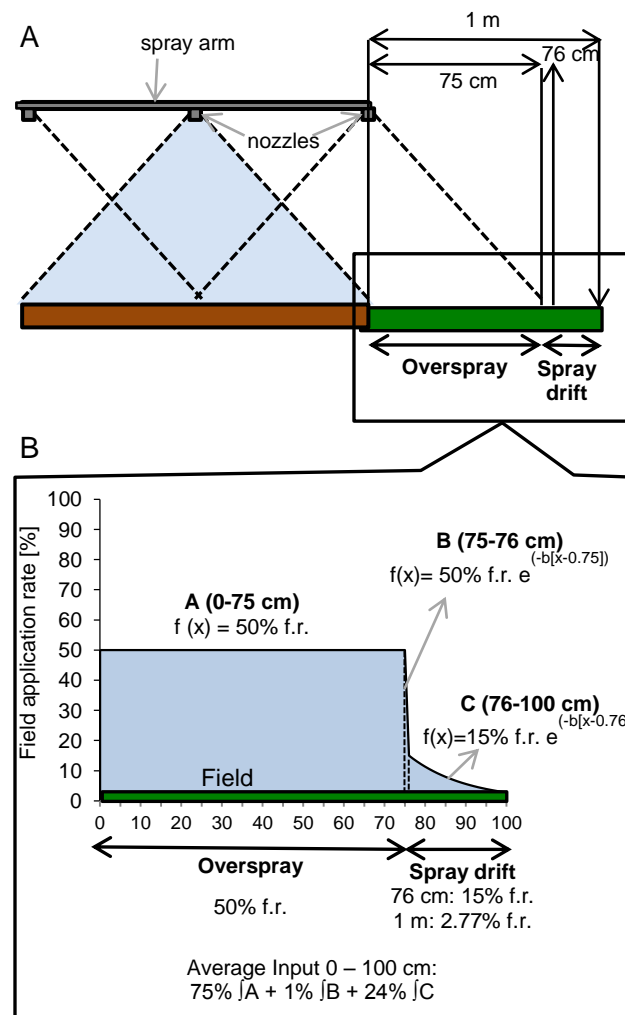 A
1 m
spray arm
76 cm
75 cm
nozzles
Overspray
Spray
drift
B
Field application rate [%]
100
90
80
70
60
50
40
30
20
10
0
B (75-76 cm)
f(x)= 50% f.r. e(-b[x-0.75])
A (0-75 cm)
f (x) = 50% f.r.
C (76-100 cm)
f(x)=15% f.r. e(-b[x-0.76
Field
0 10 20 30 40 50 60 70 80 90 100
Overspray
Spray drift
50% f.r.
76 cm: 15% f.r.
1 m: 2.77% f.r.
Average Input 0 – 100 cm:
75% ∫A + 1% ∫B + 24% ∫C